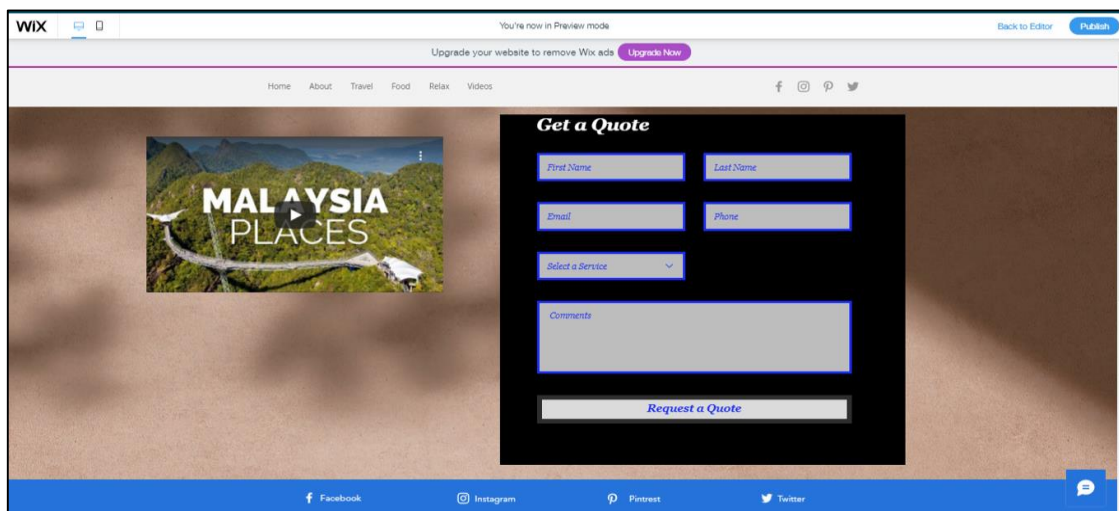 WiX
You're now in Preview mode
Back to Editor
Publish
Upgrade your website to remove Wix ads
Upgrade Now
Home About Travel Food Relax Videos
MALAYSIA
PLACES
Get a Quote
First Name
Last Name
Email
Phone
Select a Service
Comments
Request a Quote
Facebook
Instagram
Pintrest
Twitter